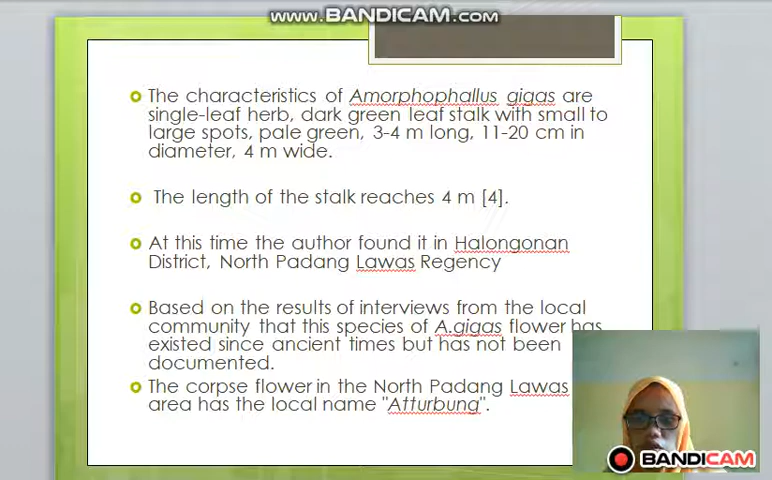 WWW.BANDICAM.COM
The characteristics of Amorphophallus gigas are
single-leaf herb, dark green leaf stalk with small to
large spots, pale green, 3-4 m long, 11-20 cm in
diameter, 4 m wide.
The length of the stalk reaches 4 m [4].
At this time the author found it in Halongonan
District, North Padang Lawas Regency
Based on the results of interviews from the local
community that this species of A.gigas flower has
existed since ancient times but has not been
documented.
The corpse flower in the North Padang Lawas
area has the local name "Atturbung".
BANDICAM